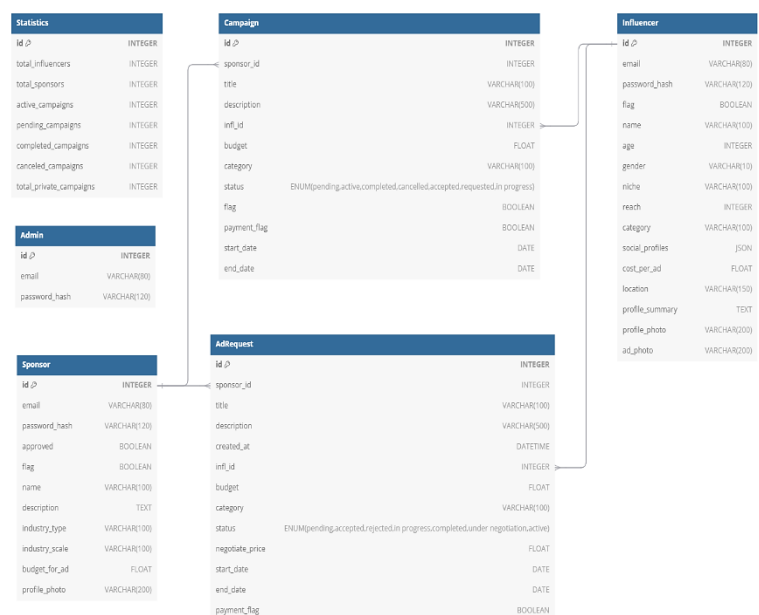 Statistics
id INTEGER
total_influencers INTEGER
total_sponsors INTEGER
active_campaigns INTEGER
pending_campaigns INTEGER
completed_campaigns INTEGER
canceled_campaigns INTEGER
total_private_campaigns INTEGER
Admin
id INTEGER
email VARCHAR(80)
password_hash VARCHAR(120)
Sponsor
id INTEGER
email VARCHAR(80)
password_hash VARCHAR(120)
approved BOOLEAN
flag BOOLEAN
name VARCHAR(100)
description TEXT
industry_type VARCHAR(100)
industry_scale VARCHAR(100)
budget_for_ad FLOAT
profile_photo VARCHAR(200)
Campaign
id INTEGER
sponsor_id INTEGER
title VARCHAR(100)
description VARCHAR(500)
infl_id INTEGER
budget FLOAT
category VARCHAR(100)
status ENUM(pending,active,completed,cancelled,accepted,requested,in progress)
flag BOOLEAN
payment_flag BOOLEAN
start_date DATE
end_date DATE
AdRequest
id INTEGER
sponsor_id INTEGER
title VARCHAR(100)
description VARCHAR(500)
created_at DATETIME
infl_id INTEGER
budget FLOAT
category VARCHAR(100)
status ENUM(pending,accepted,rejected,in progress,completed,under negotiation,active)
negotiate_price FLOAT
start_date DATE
end_date DATE
payment_flag BOOLEAN
Influencer
id INTEGER
email VARCHAR(80)
password_hash VARCHAR(120)
flag BOOLEAN
name VARCHAR(100)
age INTEGER
gender VARCHAR(10)
niche VARCHAR(100)
reach INTEGER
category VARCHAR(100)
social_profiles JSON
cost_per_ad FLOAT
location VARCHAR(150)
profile_summary TEXT
profile_photo VARCHAR(200)
ad_photo VARCHAR(200)